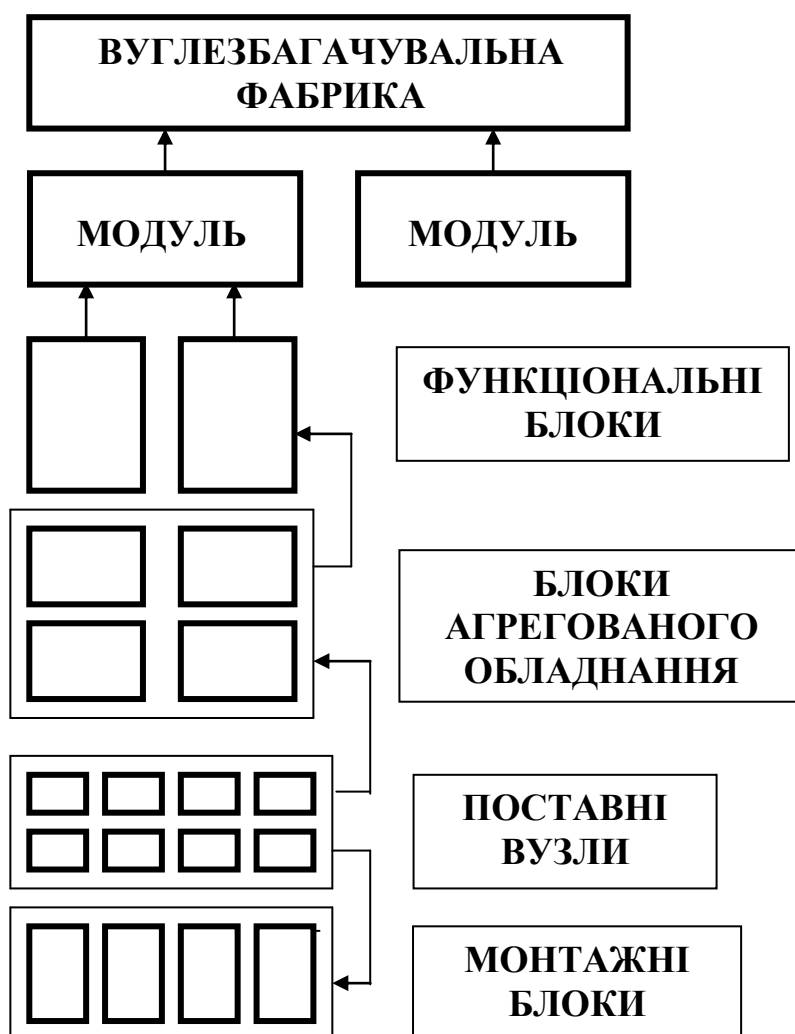 ВУГЛЕЗБАГАЧУВАЛЬНА
ФАБРИКА
МОДУЛЬ
МОДУЛЬ
ФУНКЦІОНАЛЬНІ
БЛОКИ
БЛОКИ
АГРЕГОВАНОГО
ОБЛАДНАННЯ
ПОСТАВНІ
ВУЗЛИ
МОНТАЖНІ
БЛОКИ